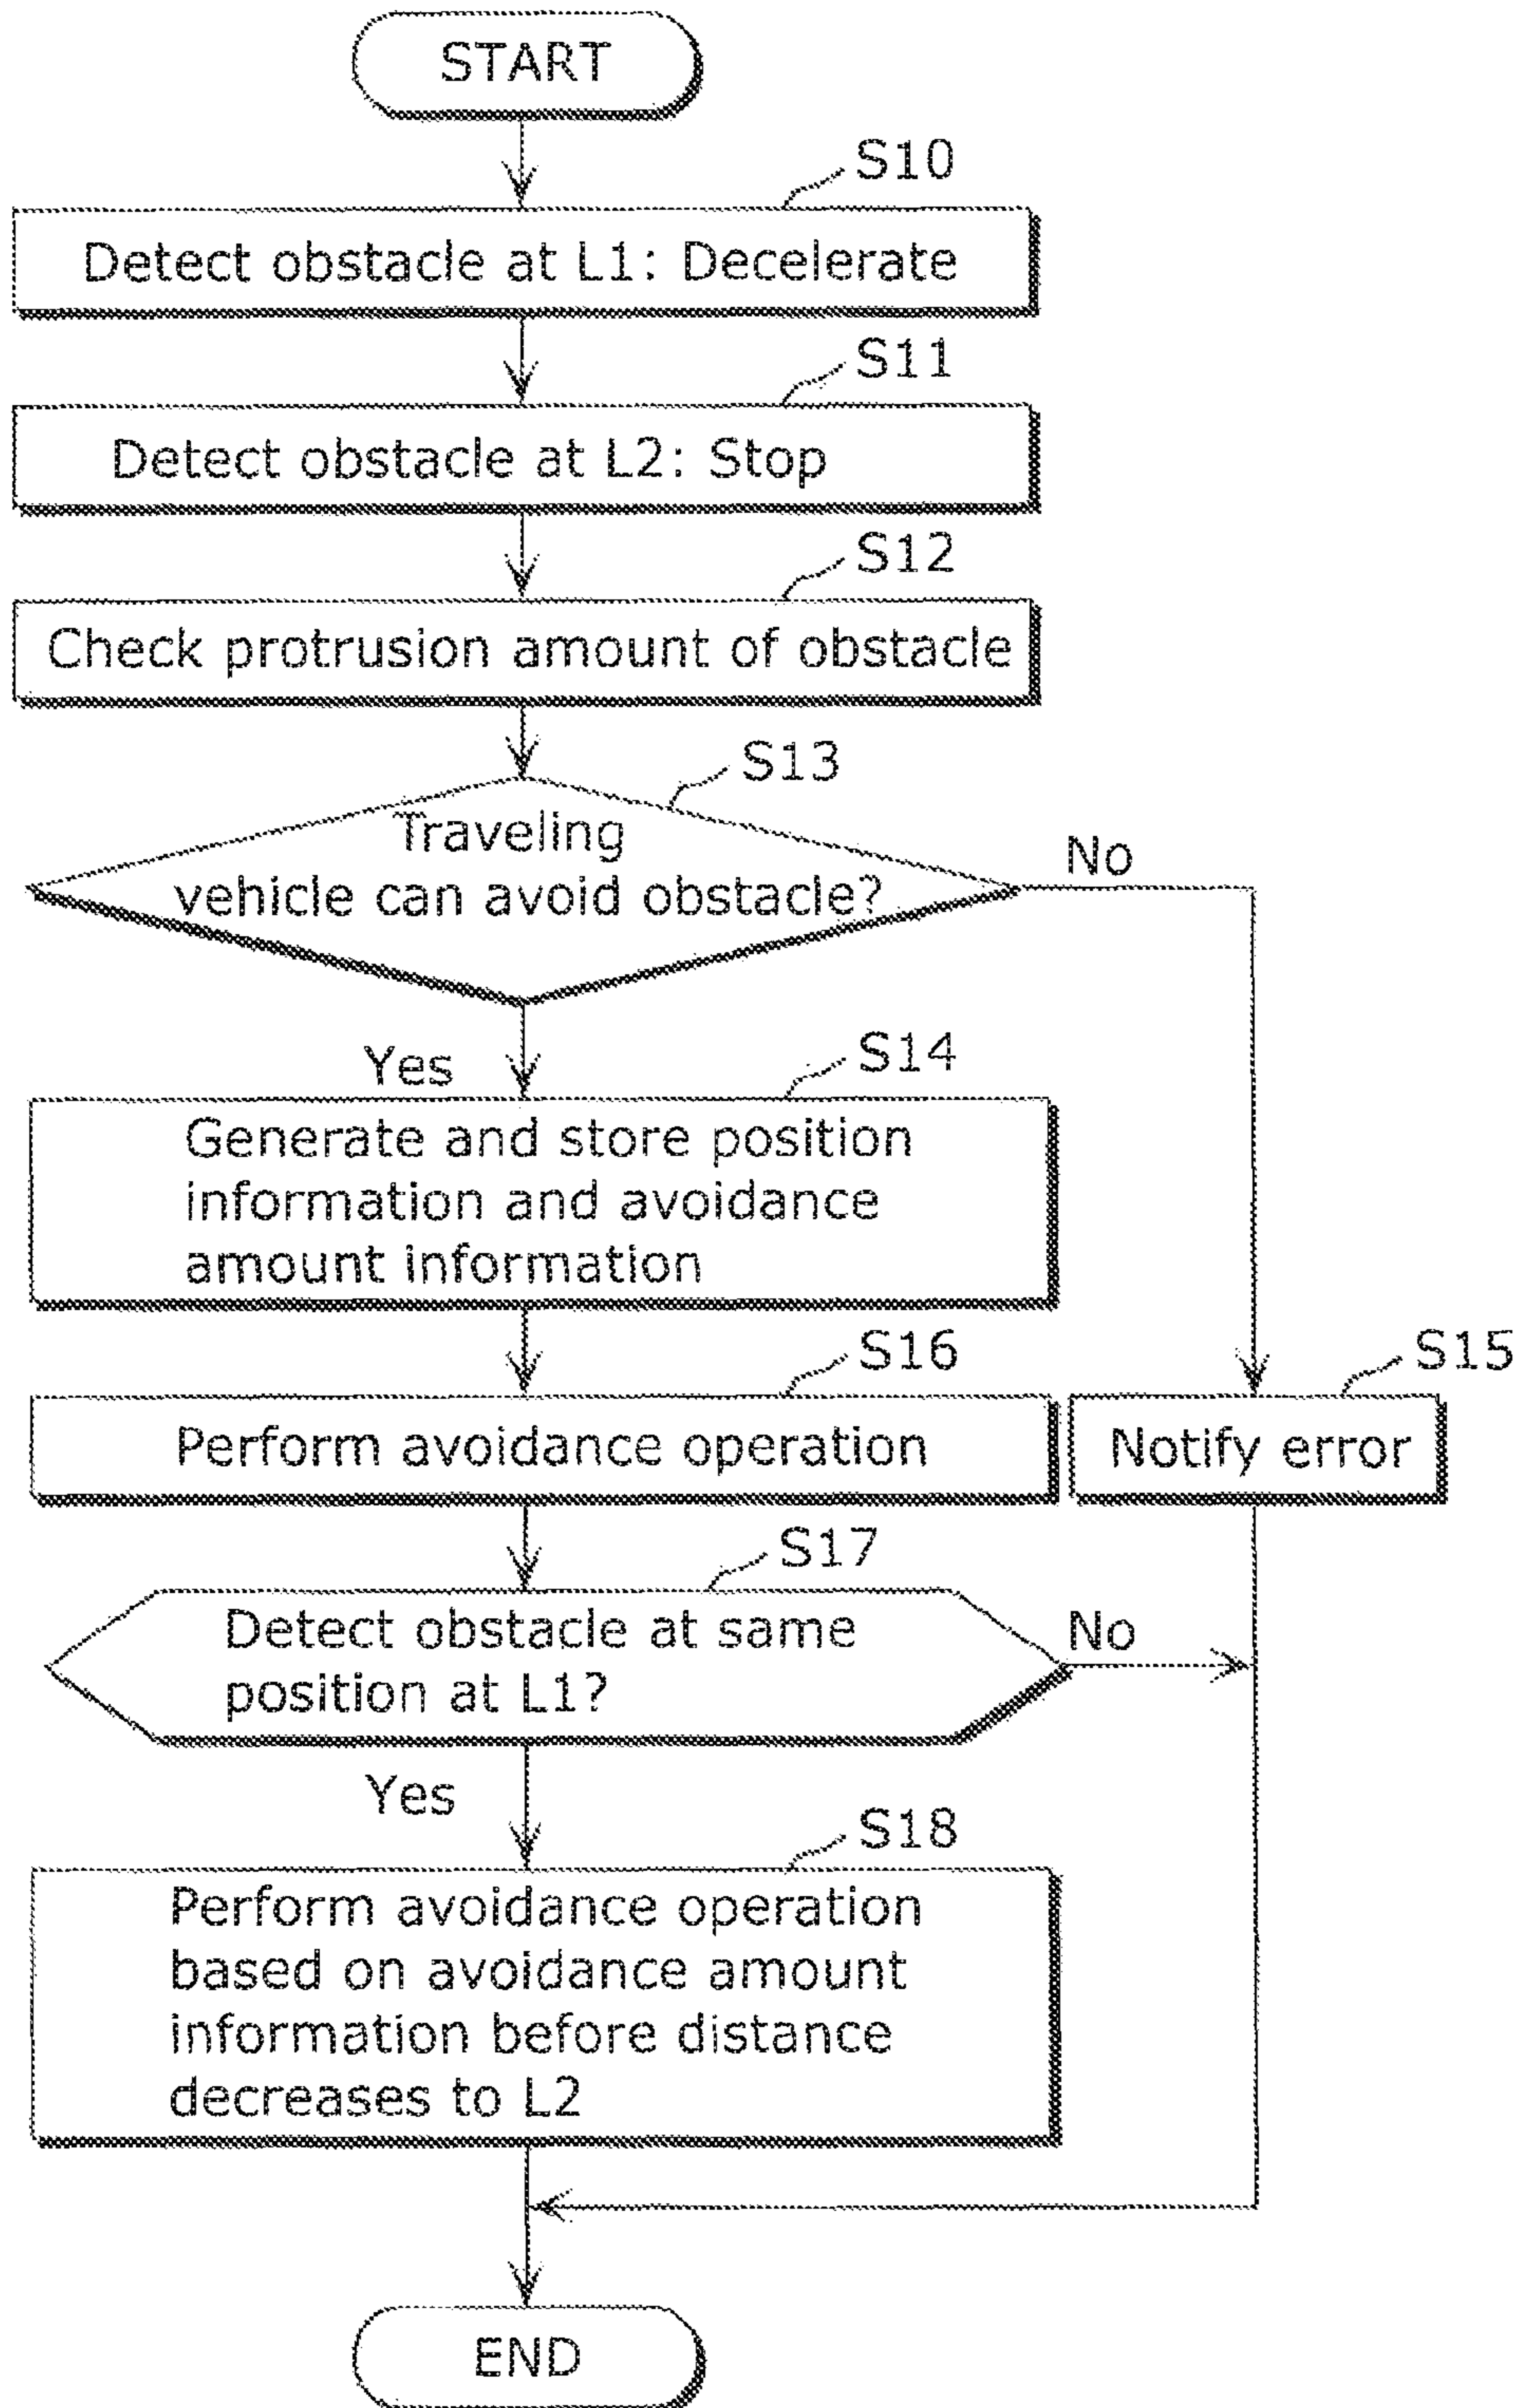 START
S10
Detect obstacle at L1: Decelerate
S11
Detect obstacle at L2: Stop
S12
Check protrusion amount of obstacle
S13
Traveling
vehicle can avoid obstacle?
No
Yes
S14
Generate and store position
information and avoidance
amount information
S16
Perform avoidance operation
S15
Notify error
S17
Detect obstacle at same
position at L1?
No
Yes
S18
Perform avoidance operation
based on avoidance amount
information before distance
decreases to L2
END